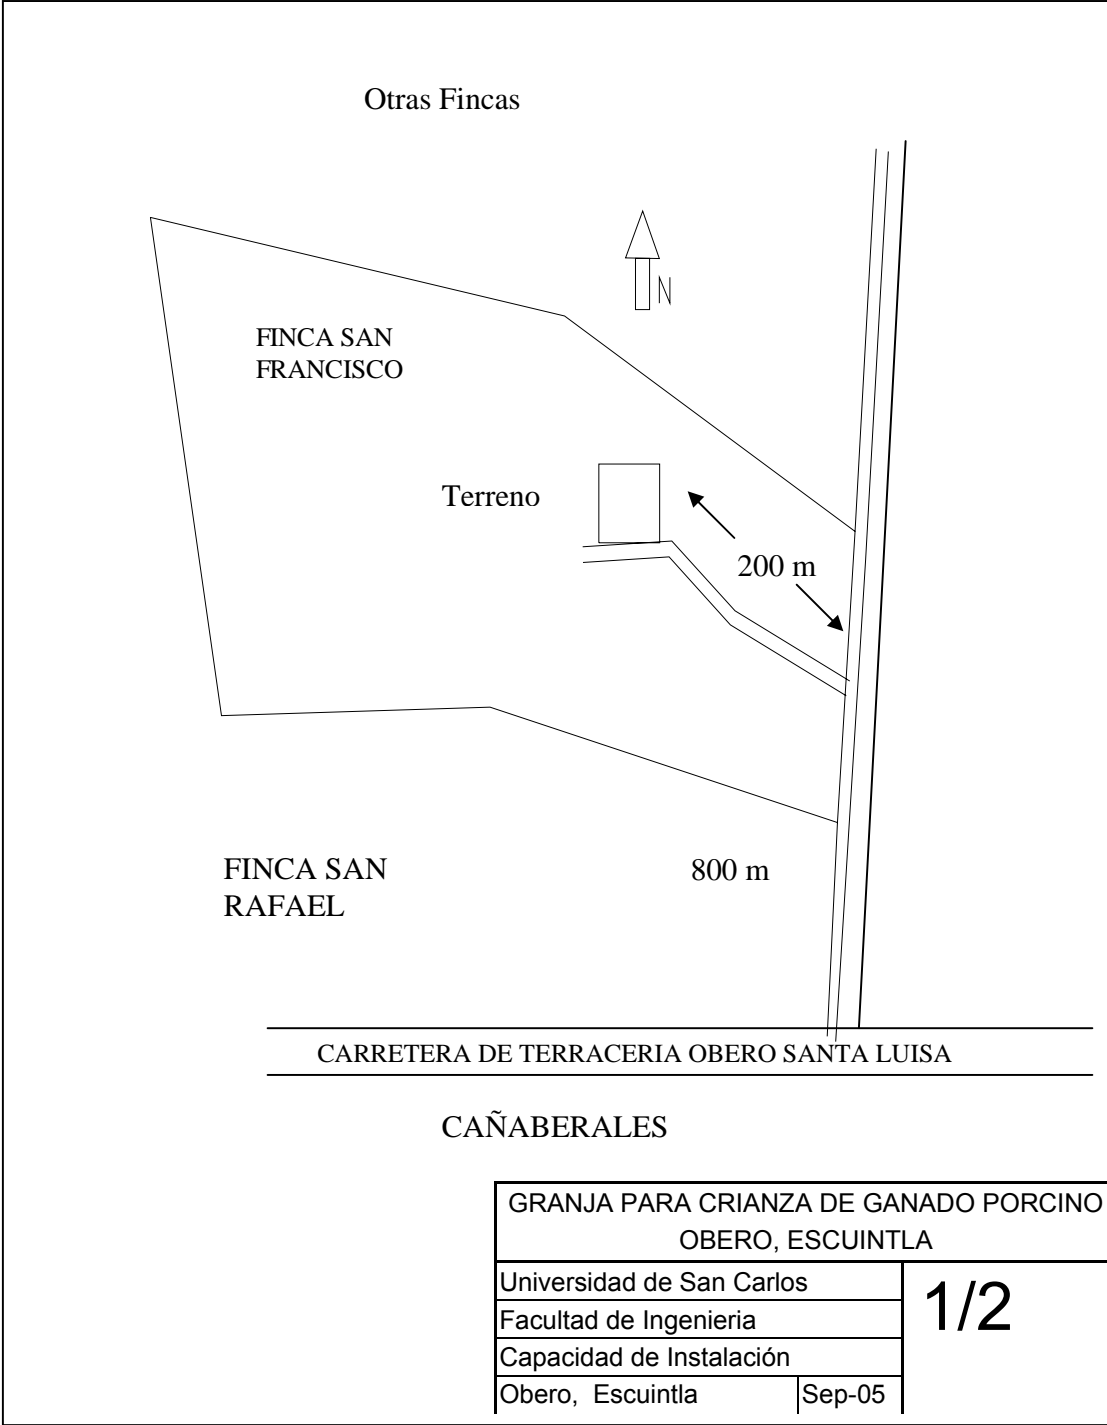 Otras Fincas
N
FINCA SAN
FRANCISCO
Terreno
200 m
FINCA SAN
RAFAEL
800 m
CARRETERA DE TERRACERIA OBERO SANTA LUISA
CAÑABERALES
GRANJA PARA CRIANZA DE GANADO PORCINO
OBERO, ESCUINTLA
Universidad de San Carlos
1/2
Facultad de Ingenieria
Capacidad de Instalación
Obero, Escuintla
Sep-05